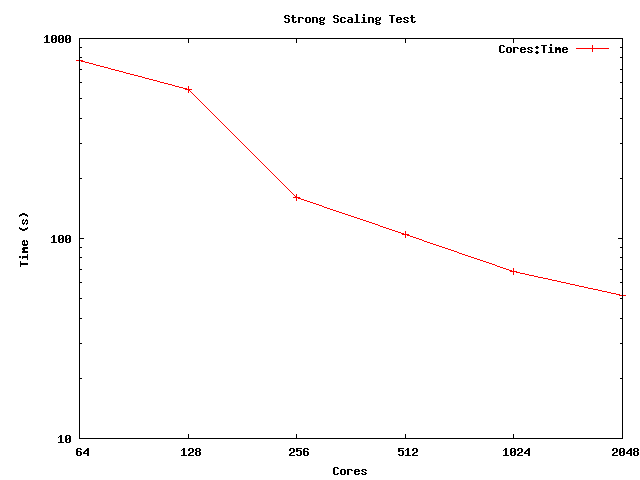 Strong Scaling Test
1000
Cores:Time
100
Time (s)
10
64 128 256 512 1024 2048
Cores